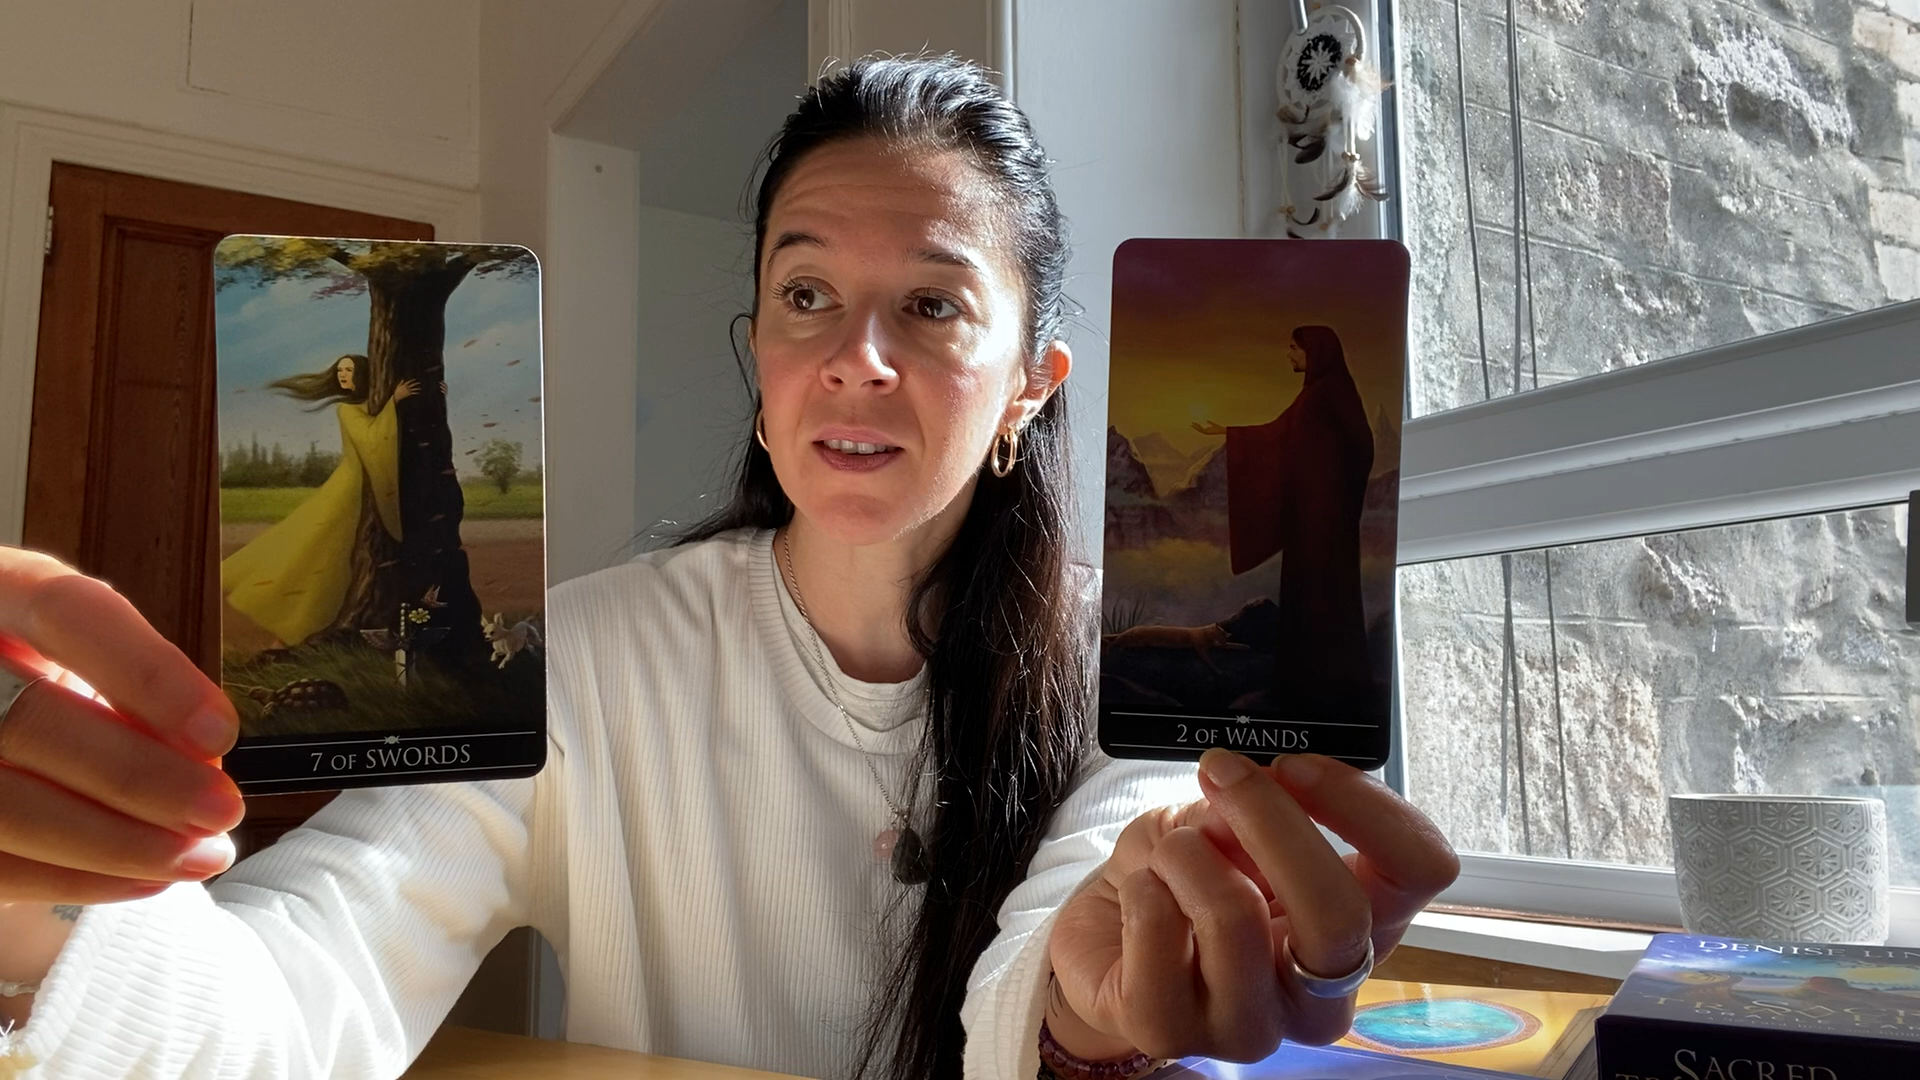 7 OF SWORDS
2 OF WANDS
DENISE LIN
SACRED